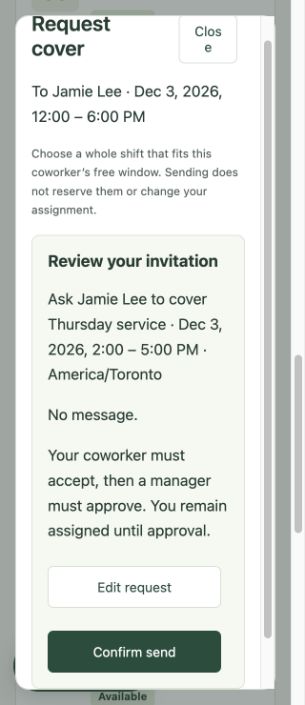 Request
cover
Clos
e
To Jamie Lee · Dec 3, 2026,
12:00 – 6:00 PM
Choose a whole shift that fits this
coworker's free window. Sending does
not reserve them or change your
assignment.
Review your invitation
Ask Jamie Lee to cover
Thursday service · Dec 3,
2026, 2:00 – 5:00 PM ·
America/Toronto
No message.
Your coworker must
accept, then a manager
must approve. You remain
assigned until approval.
Edit request
Confirm send
Available